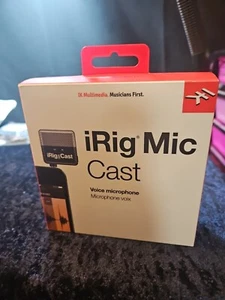 IK Multimedia. Musicians First.
iRig Cast
iRig® Mic
Cast
Voice microphone
Microphone voix